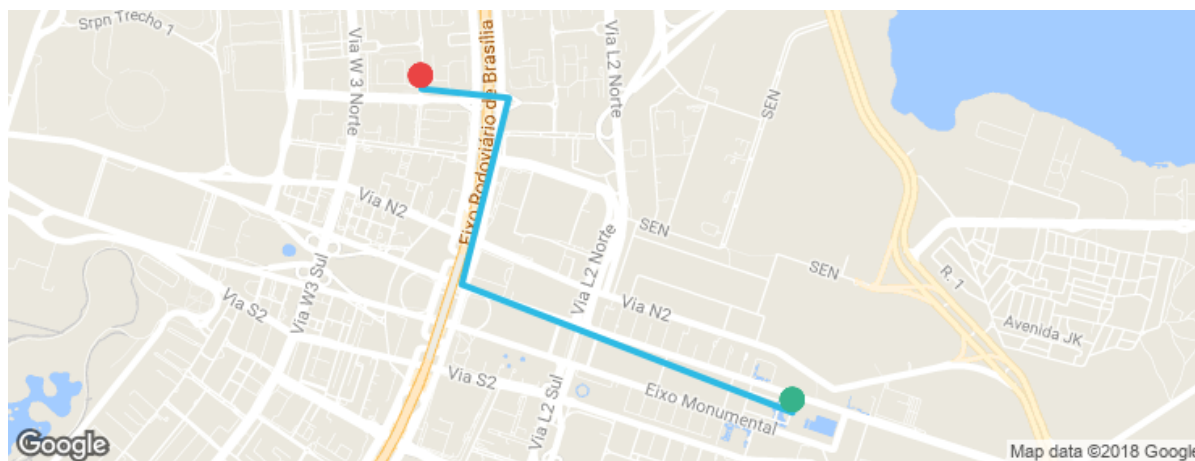 Srpn Trecho 1
Via W 3 Norte
Eixo Rodoviário de Brasília
Via L2 Norte
SEN
Via N2
SEN
Via L2 Norte
SEN
Via W3 Sul
Via S2
Via N2
R. 1
Avenida JK
Via S2
Via L2 Sul
Eixo Monumental
Google
Map data ©2018 Google